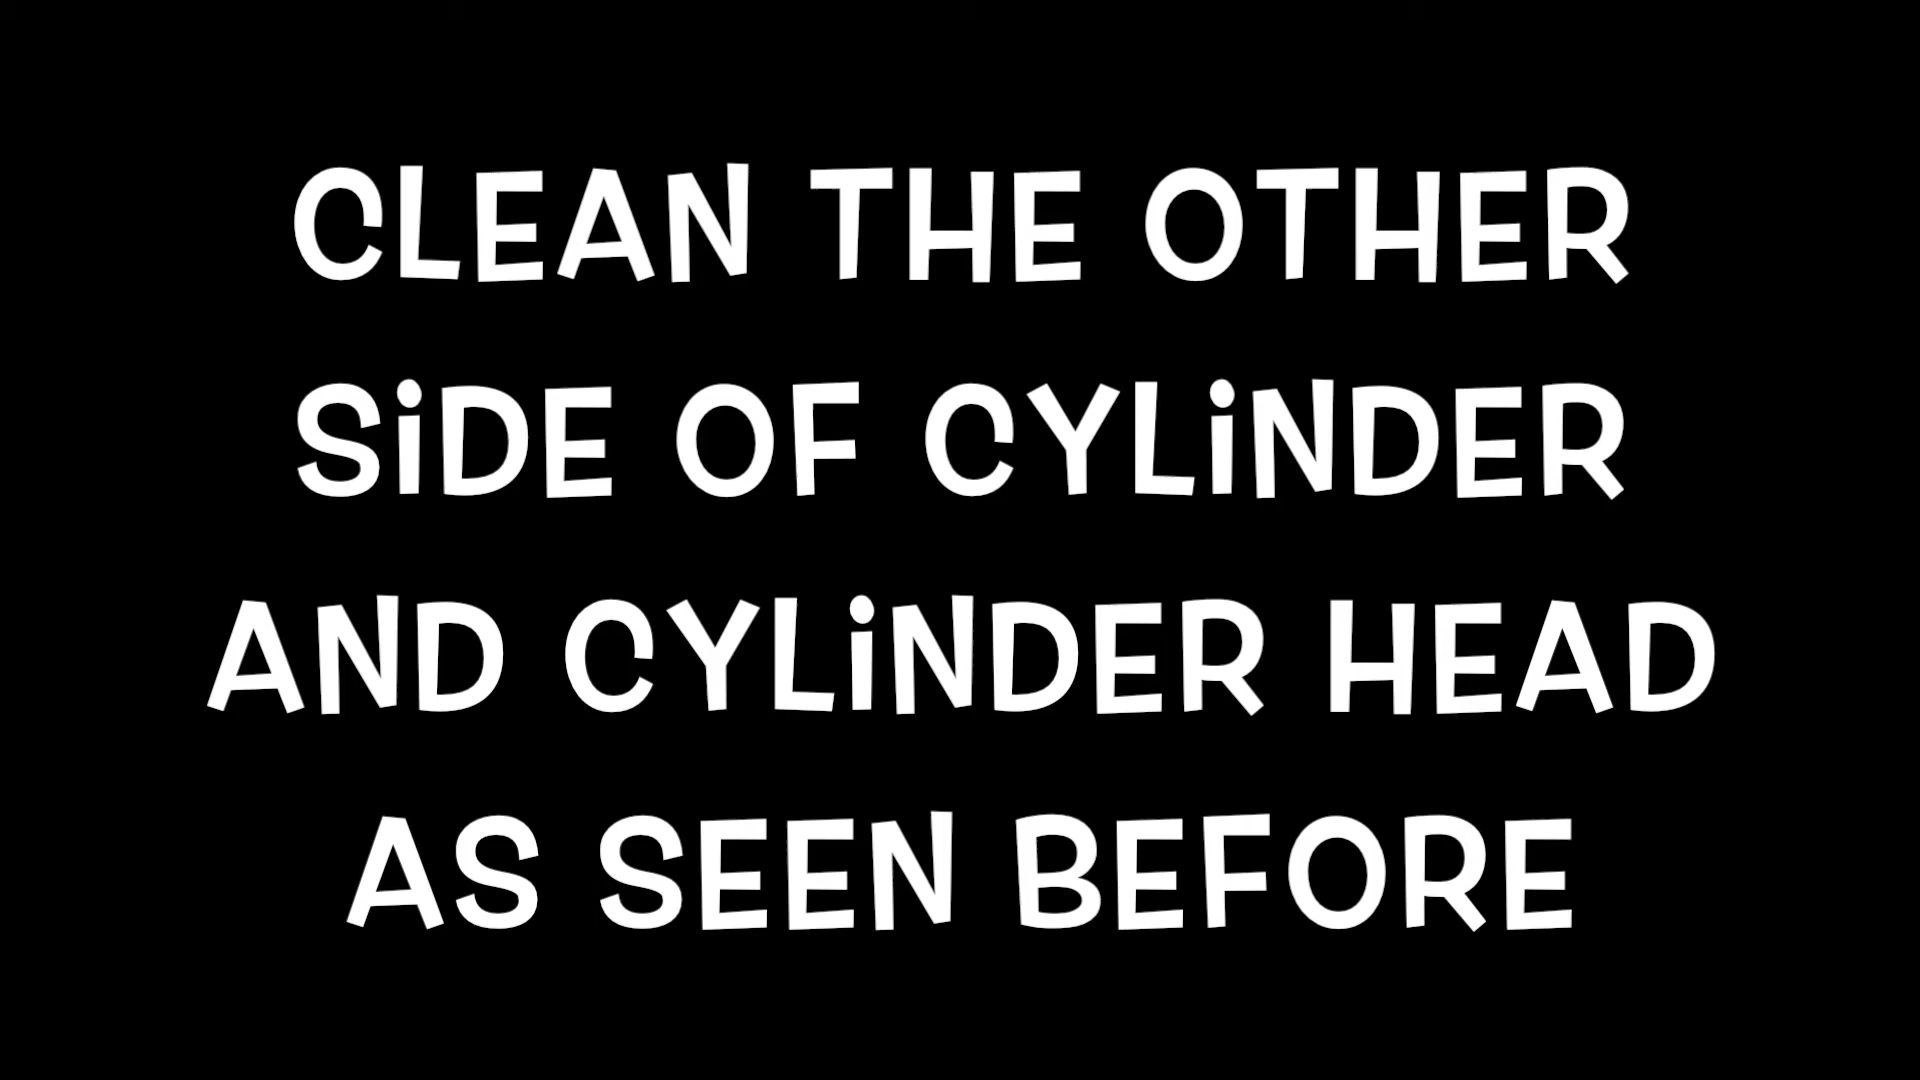 CLEAN THE OTHER
SiDE OF CYLiNDER
AND CYLiNDER HEAD
AS SEEN BEFORE